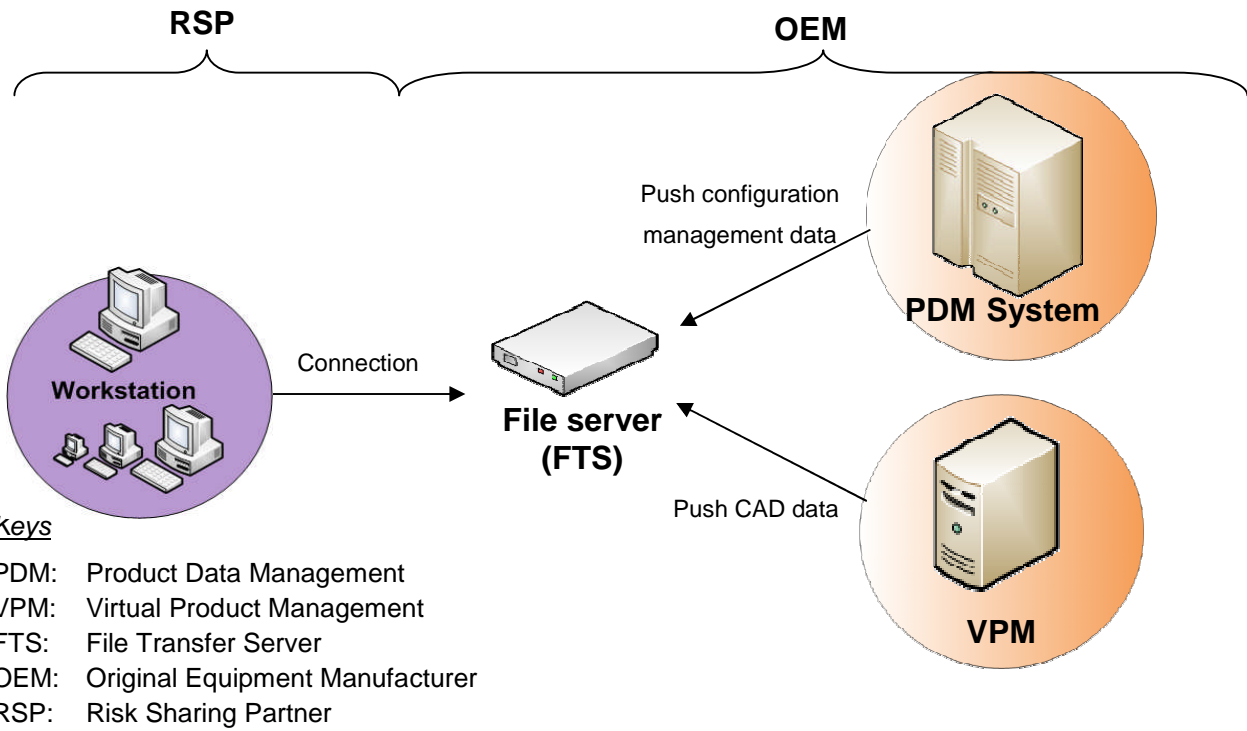 RSP
OEM
Push configuration
management data
PDM System
Connection
Workstation
File server
(FTS)
Push CAD data
VPM
Keys
PDM: Product Data Management
VPM: Virtual Product Management
FTS: File Transfer Server
OEM: Original Equipment Manufacturer
RSP: Risk Sharing Partner